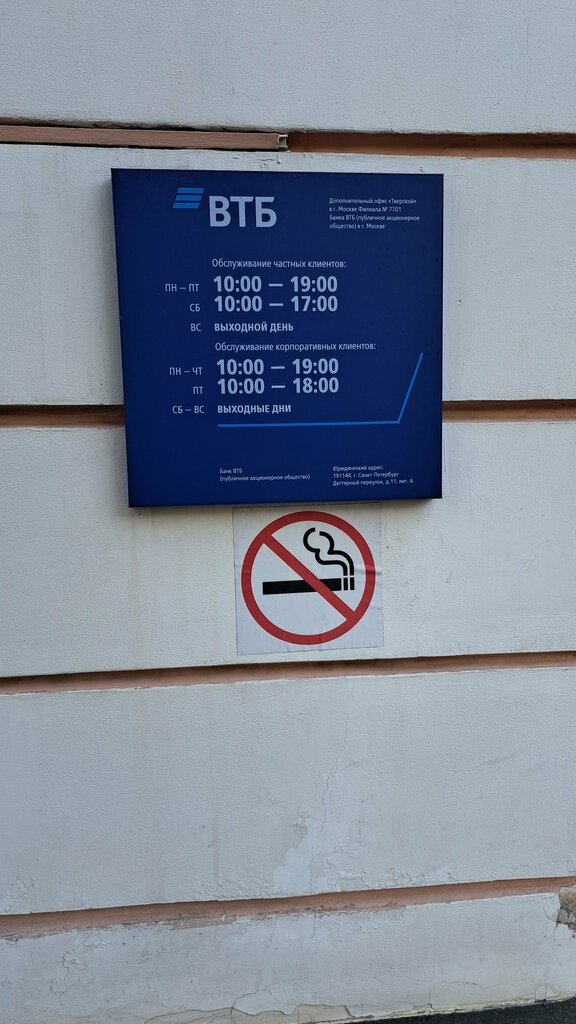 ВТБ
Дополнительный офис «Тверской»
в г. Москве Филиала № 7701
Банка ВТБ (публичное акционерное
общество) в г. Москве
Обслуживание частных клиентов:
ПН – ПТ 10:00 – 19:00
СБ 10:00 – 17:00
ВС ВЫХОДНОЙ ДЕНЬ
Обслуживание корпоративных клиентов:
ПН – ЧТ 10:00 – 19:00
ПТ 10:00 – 18:00
СБ – ВС ВЫХОДНЫЕ ДНИ
Банк ВТБ
(публичное акционерное общество)
Юридический адрес:
191144, г. Санкт-Петербург
Дегтярный переулок, д.11, лит. А